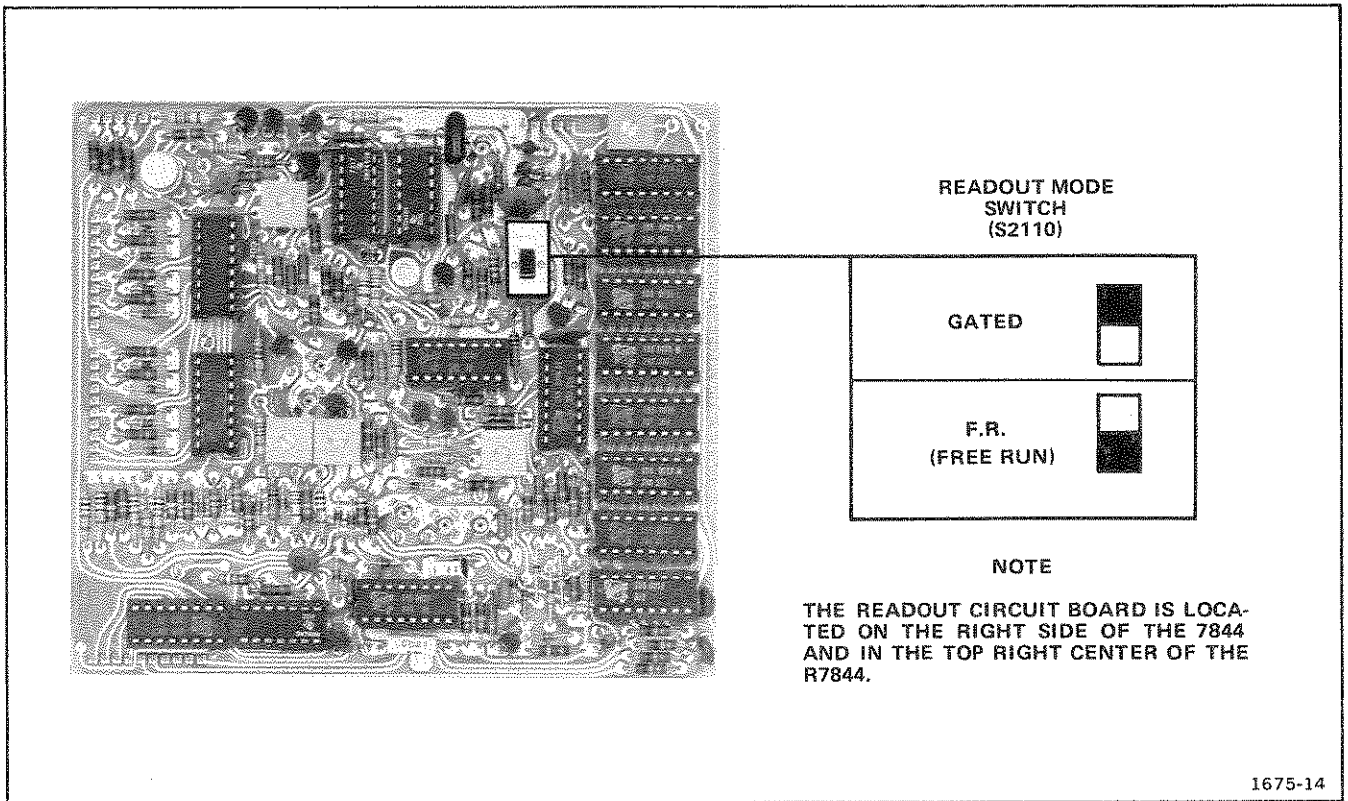 READOUT MODE
SWITCH
(S2110)
GATED
F.R.
(FREE RUN)
NOTE
THE READOUT CIRCUIT BOARD IS LOCA-
TED ON THE RIGHT SIDE OF THE 7844
AND IN THE TOP RIGHT CENTER OF THE
R7844.
1675-14